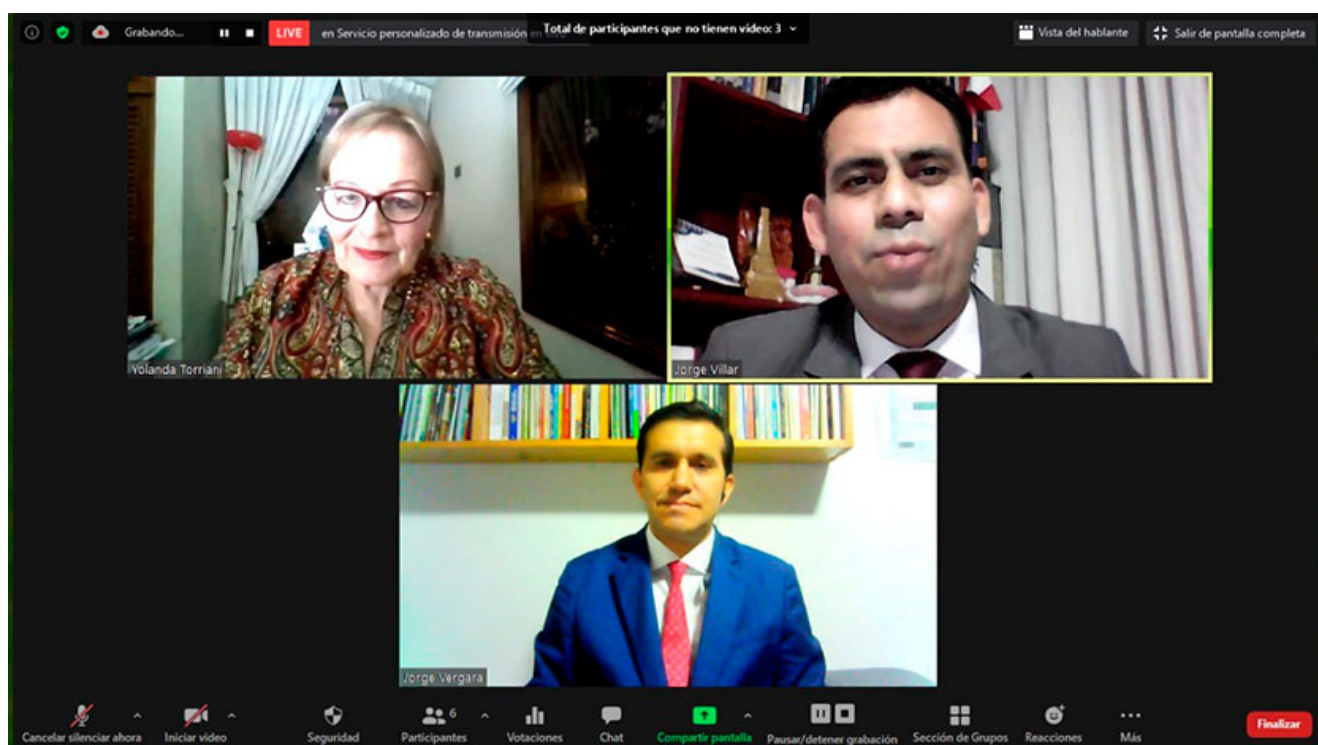 Grabando...
LIVE
en Servicio personalizado de transmisión en vivo
Total de participantes que no tienen video: 3
Vista del hablante
Salir de pantalla completa
Yolanda Torriani
Jorge Villar
Jorge Vergara
Cancelar silenciar ahora
Iniciar video
Seguridad
6
Participantes
Votaciones
Chat
Compartir pantalla
Pausar/detener grabación
Sección de Grupos
Reacciones
Más
Finalizar